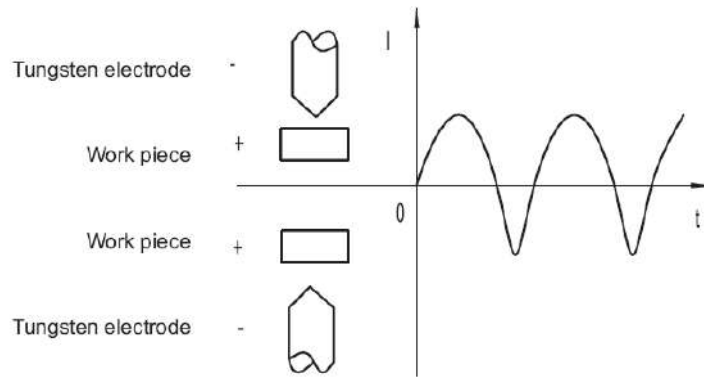 I
Tungsten electrode -
Work piece +
0
t
Work piece +
Tungsten electrode -